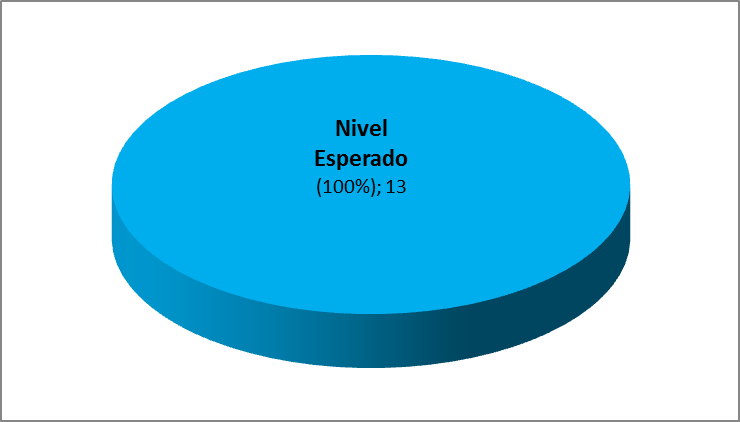 Nivel
Esperado
(100%); 13